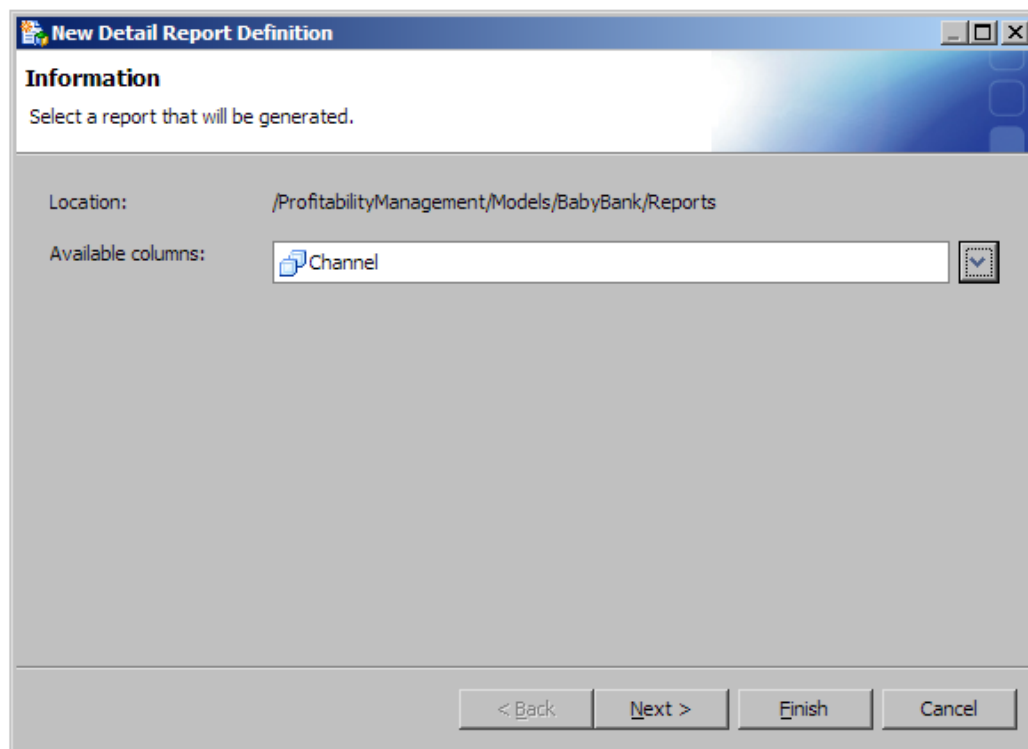 New Detail Report Definition
Information
Select a report that will be generated.
Location: /ProfitabilityManagement/Models/BabyBank/Reports
Available columns: Channel
< Back Next > Finish Cancel